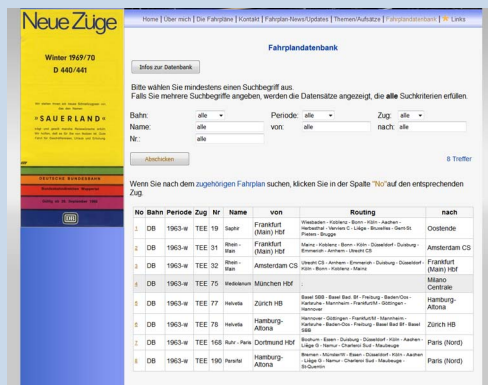 Neue Züge
Winter 1969/70
D 440/441
»SAUERLAND«
DEUTSCHE BUNDESBAHN
DB
Home | Über mich | Die Fahrpläne | Kontakt | Fahrplan-News/Updates | Themen/Aufsätze | Fahrplandatenbank | Links
Fahrplandatenbank
Infos zur Datenbank
Bitte wählen Sie mindestens einen Suchbegriff aus.
Falls Sie mehrere Suchbegriffe angeben, werden die Datensätze angezeigt, die alle Suchkriterien erfüllen.
Bahn: alle Periode: alle Zug: alle
Name: alle von: alle nach: alle
Nr.: alle
Abschicken 8 Treffer
Wenn Sie nach dem zugehörigen Fahrplan suchen, klicken Sie in der Spalte "No"auf den entsprechenden
Zug.
No Bahn Periode Zug Nr Name von Routing nach
1 DB 1963-w TEE 19 Saphir Frankfurt (Main) Hbf Wiesbaden - Koblenz - Bonn - Köln - Aachen - Herbesthal - Verviers C - Liège - Bruxelles - Gent-St Pieters - Brugge Oostende
2 DB 1963-w TEE 31 Rhein - Main Frankfurt (Main) Hbf Mainz - Koblenz - Bonn - Köln - Düsseldorf - Duisburg - Emmerich - Arnhem - Utrecht CS Amsterdam CS
3 DB 1963-w TEE 32 Rhein - Main Amsterdam CS Utrecht CS - Arnhem - Emmerich - Duisburg - Düsseldorf - Köln - Bonn - Koblenz - Mainz Frankfurt (Main) Hbf
4 DB 1963-w TEE 75 Mediolanum München Hbf Milano Centrale
5 DB 1963-w TEE 77 Helvetia Zürich HB Basel SBB - Basel Bad. Bf - Freiburg - Baden/Oos - Karlsruhe - Mannheim - Frankfurt/M - Göttingen - Hannover Hamburg-Altona
6 DB 1963-w TEE 78 Helvetia Hamburg-Altona Hannover - Göttingen - Frankfurt/M - Mannheim - Karlsruhe - Baden-Oos - Freiburg - Basel Bad Bf - Basel SBB Zürich HB
7 DB 1963-w TEE 168 Ruhr - Paris Dortmund Hbf Bochum - Essen - Duisburg - Düsseldorf - Köln - Aachen - Liège G - Namur - Charleroi Sud - Maubeuge Paris (Nord)
8 DB 1963-w TEE 190 Parsifal Hamburg-Altona Bremen - Münster/W - Essen - Düsseldorf - Köln - Aachen - Liège G - Namur - Charleroi Sud - Maubeuge - St-Quentin Paris (Nord)